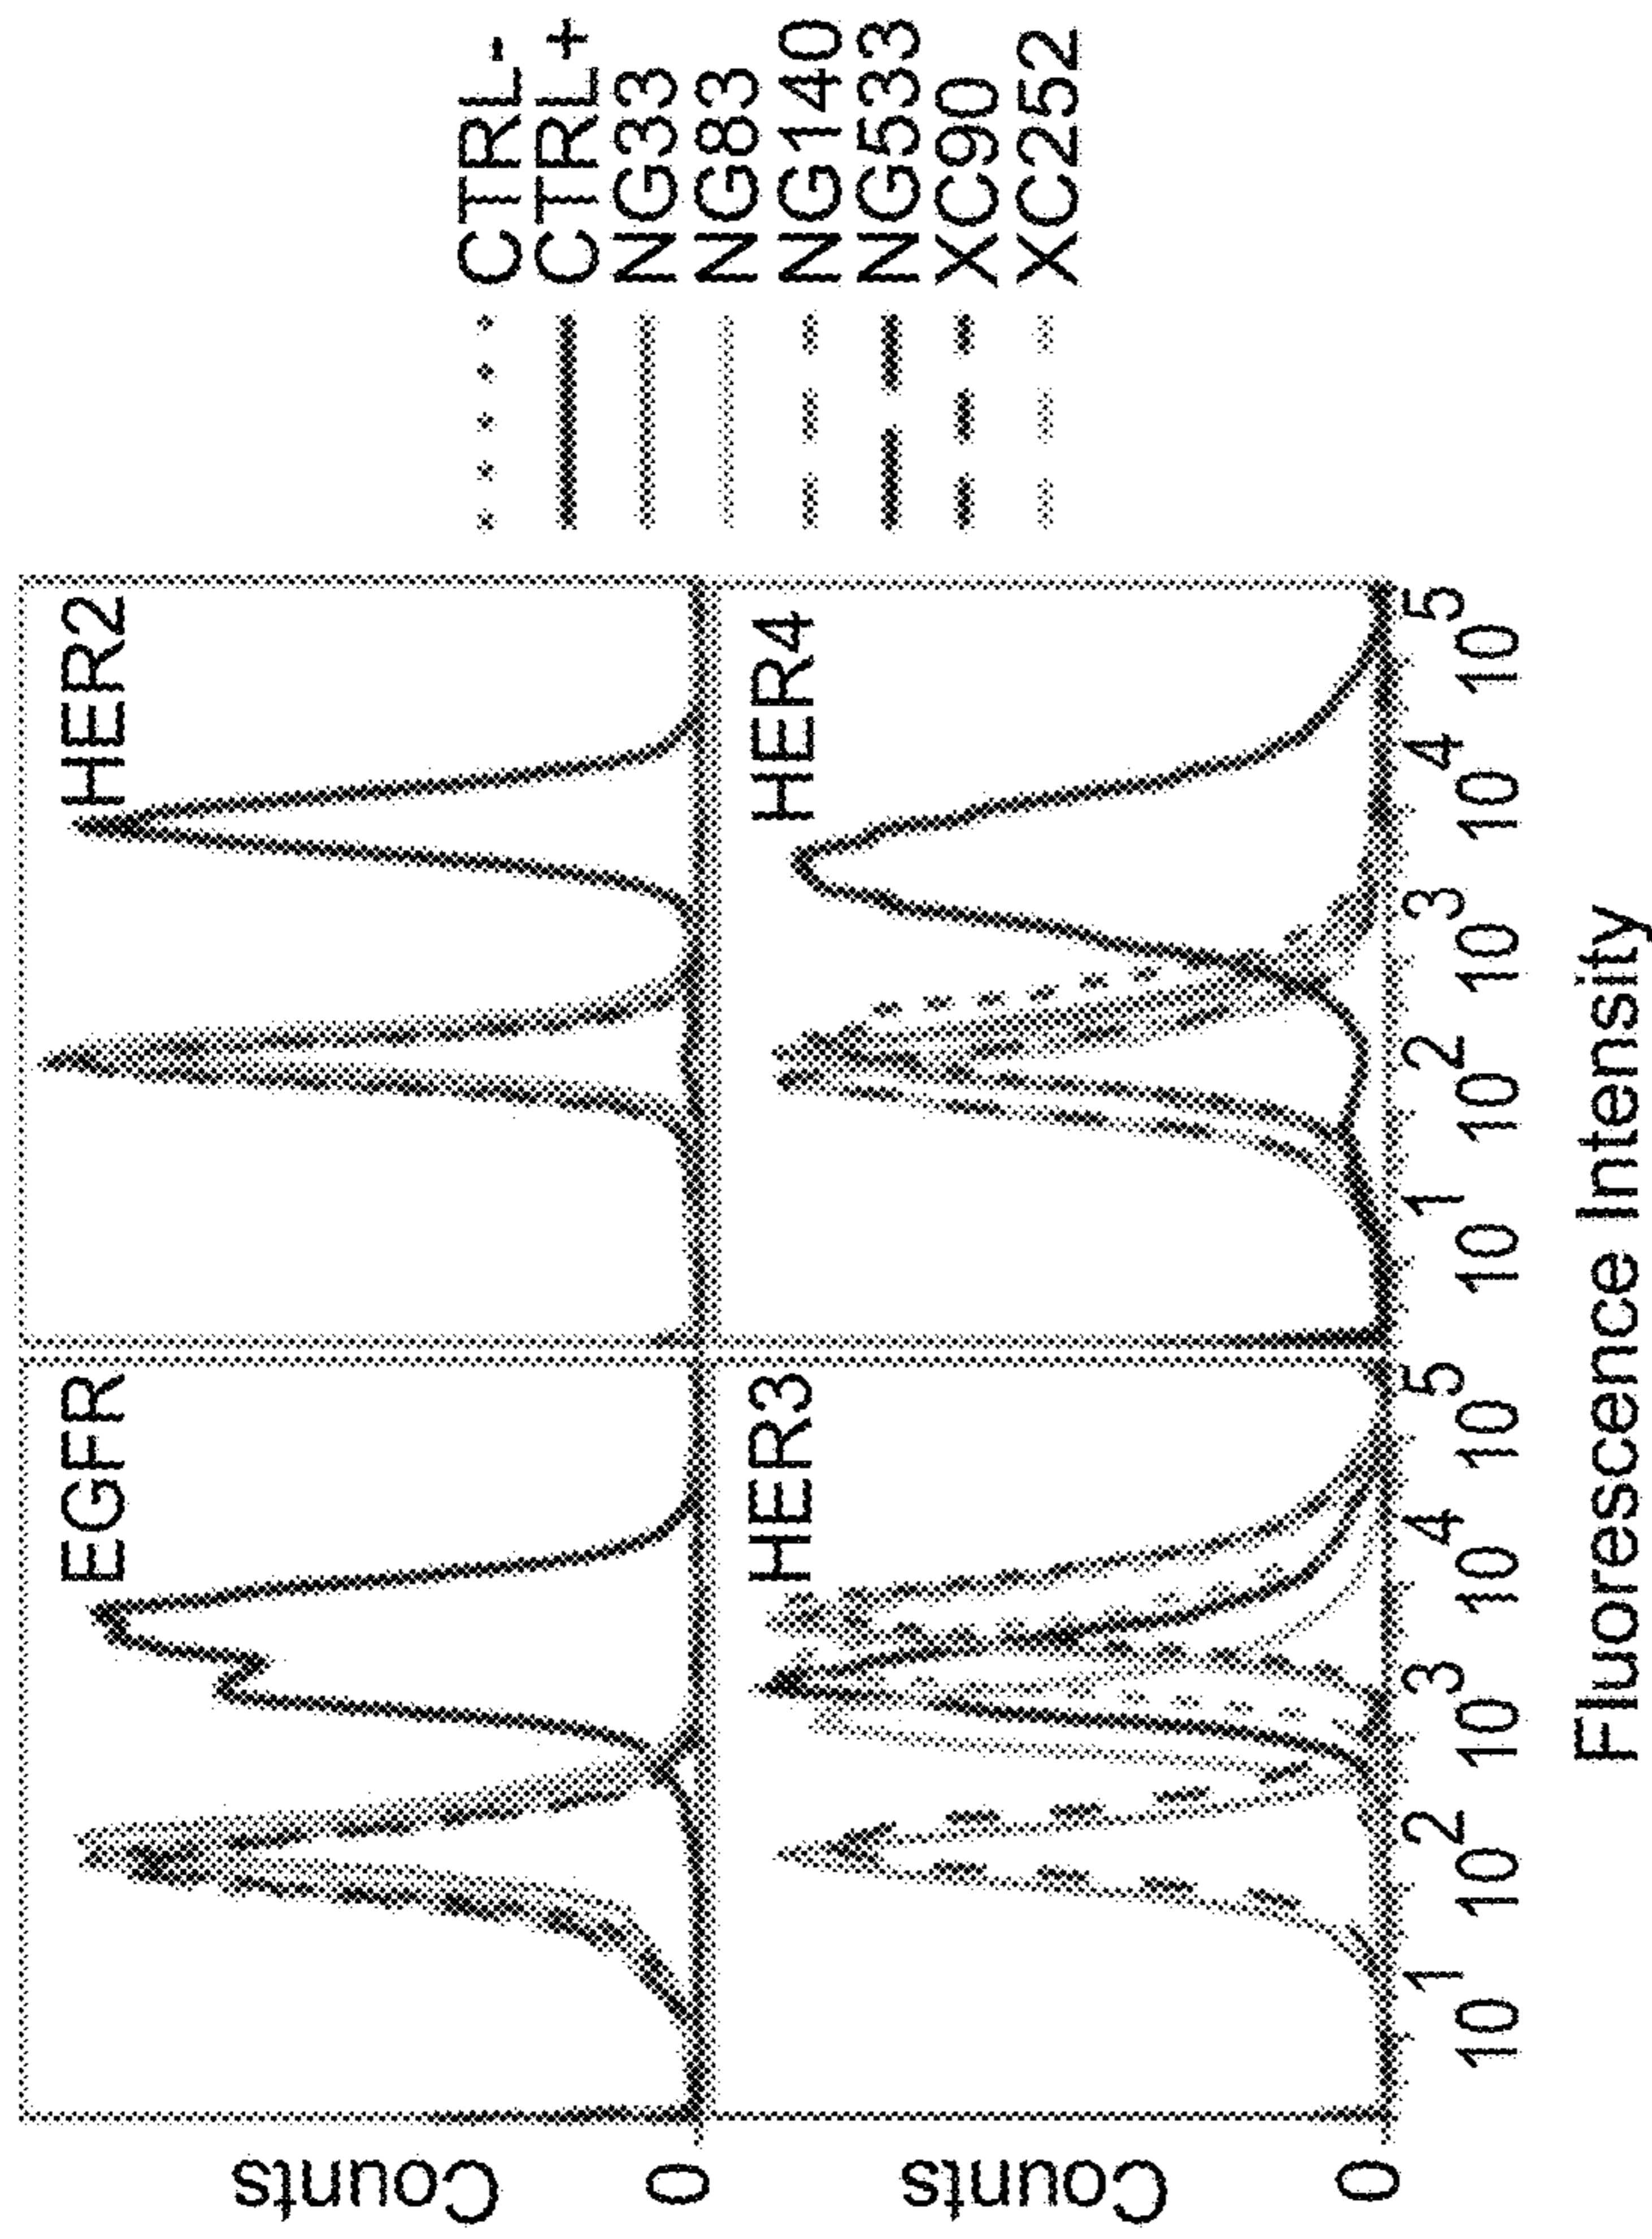 EGFR
HER2
HER3
HER4
Counts
0
Counts
0
10^1 10^2 10^3 10^4 10^5
10^1 10^2 10^3 10^4 10^5
Fluorescence Intensity
CTRL-
CTRL+
NG33
NG83
NG140
NG533
XC90
XC252